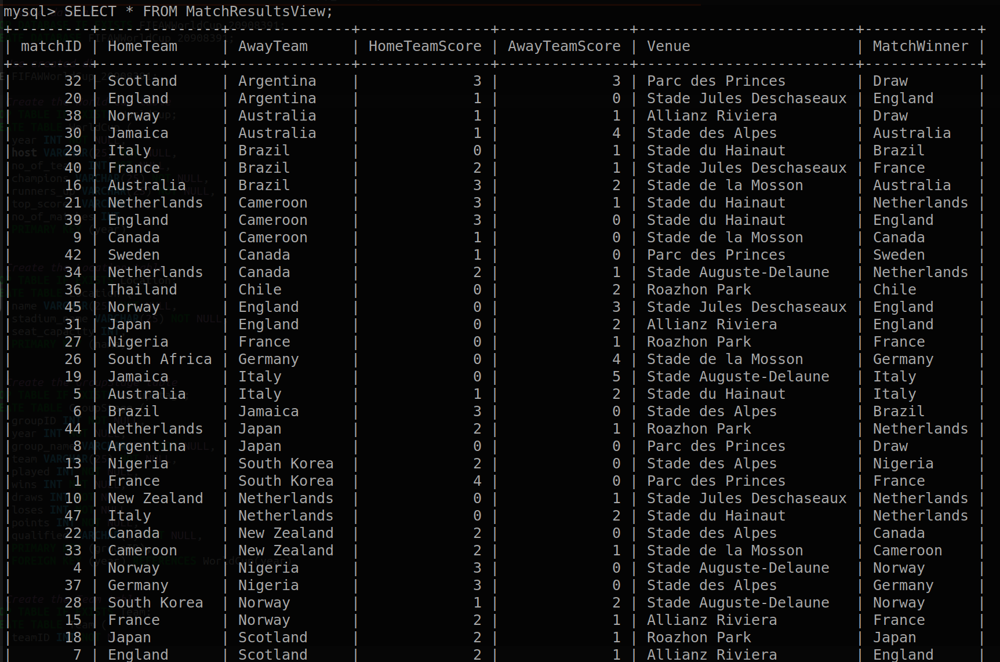 mysql> SELECT * FROM MatchResultsView;
+---------+--------------+--------------+---------------+---------------+-------------------------+-------------+
| matchID | HomeTeam     | AwayTeam     | HomeTeamScore | AwayTeamScore | Venue                   | MatchWinner |
+---------+--------------+--------------+---------------+---------------+-------------------------+-------------+
|      32 | Scotland     | Argentina    |             3 |             3 | Parc des Princes        | Draw        |
|      20 | England      | Argentina    |             1 |             0 | Stade Jules Deschaseaux | England     |
|      38 | Norway       | Australia    |             1 |             1 | Allianz Riviera         | Draw        |
|      30 | Jamaica      | Australia    |             1 |             4 | Stade des Alpes         | Australia   |
|      29 | Italy        | Brazil       |             0 |             1 | Stade du Hainaut        | Brazil      |
|      40 | France       | Brazil       |             2 |             1 | Stade Jules Deschaseaux | France      |
|      16 | Australia    | Brazil       |             3 |             2 | Stade de la Mosson      | Australia   |
|      21 | Netherlands  | Cameroon     |             3 |             1 | Stade du Hainaut        | Netherlands |
|      39 | England      | Cameroon     |             3 |             0 | Stade du Hainaut        | England     |
|       9 | Canada       | Cameroon     |             1 |             0 | Stade de la Mosson      | Canada      |
|      42 | Sweden       | Canada       |             1 |             0 | Parc des Princes        | Sweden      |
|      34 | Netherlands  | Canada       |             2 |             1 | Stade Auguste-Delaune   | Netherlands |
|      36 | Thailand     | Chile        |             0 |             2 | Roazhon Park            | Chile       |
|      45 | Norway       | England      |             0 |             3 | Stade Jules Deschaseaux | England     |
|      31 | Japan        | England      |             0 |             2 | Allianz Riviera         | England     |
|      27 | Nigeria      | France       |             0 |             1 | Roazhon Park            | France      |
|      26 | South Africa | Germany      |             0 |             4 | Stade de la Mosson      | Germany     |
|      19 | Jamaica      | Italy        |             0 |             5 | Stade Auguste-Delaune   | Italy       |
|       5 | Australia    | Italy        |             1 |             2 | Stade du Hainaut        | Italy       |
|       6 | Brazil       | Jamaica      |             3 |             0 | Stade des Alpes         | Brazil      |
|      44 | Netherlands  | Japan        |             2 |             1 | Roazhon Park            | Netherlands |
|       8 | Argentina    | Japan        |             0 |             0 | Parc des Princes        | Draw        |
|      13 | Nigeria      | South Korea  |             2 |             0 | Stade des Alpes         | Nigeria     |
|       1 | France       | South Korea  |             4 |             0 | Parc des Princes        | France      |
|      10 | New Zealand  | Netherlands  |             0 |             1 | Stade Jules Deschaseaux | Netherlands |
|      47 | Italy        | Netherlands  |             0 |             2 | Stade du Hainaut        | Netherlands |
|      22 | Canada       | New Zealand  |             2 |             0 | Stade des Alpes         | Canada      |
|      33 | Cameroon     | New Zealand  |             2 |             1 | Stade de la Mosson      | Cameroon    |
|       4 | Norway       | Nigeria      |             3 |             0 | Stade Auguste-Delaune   | Norway      |
|      37 | Germany      | Nigeria      |             3 |             0 | Stade des Alpes         | Germany     |
|      28 | South Korea  | Norway       |             1 |             2 | Stade Auguste-Delaune   | Norway      |
|      15 | France       | Norway       |             2 |             1 | Allianz Riviera         | France      |
|      18 | Japan        | Scotland     |             2 |             1 | Roazhon Park            | Japan       |
|       7 | England      | Scotland     |             2 |             1 | Allianz Riviera         | England     |